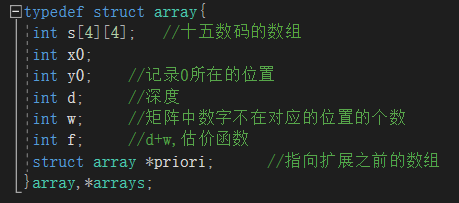 typedef struct array{
int s[4][4];   //十五数码的数组
int x0;
int y0;    //记录0所在的位置
int d;     //深度
int w;     //矩阵中数字不在对应的位置的个数
int f;     //d+w,估价函数
struct array *priori;      //指向扩展之前的数组
}array,*arrays;